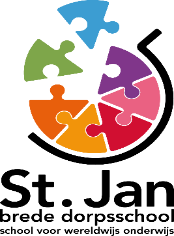 St. Jan
brede dorpsschool
school voor wereldwijs onderwijs